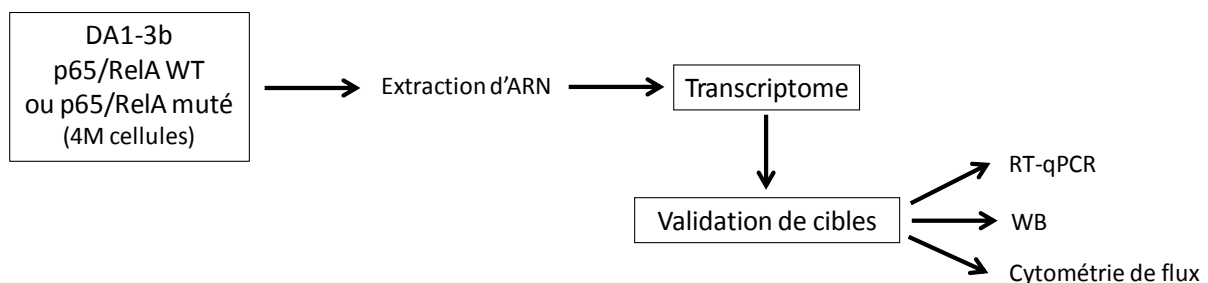 DA1-3b
p65/RelA WT
ou p65/RelA muté
(4M cellules)
Extraction d'ARN
Transcriptome
Validation de cibles
RT-qPCR
WB
Cytométrie de flux